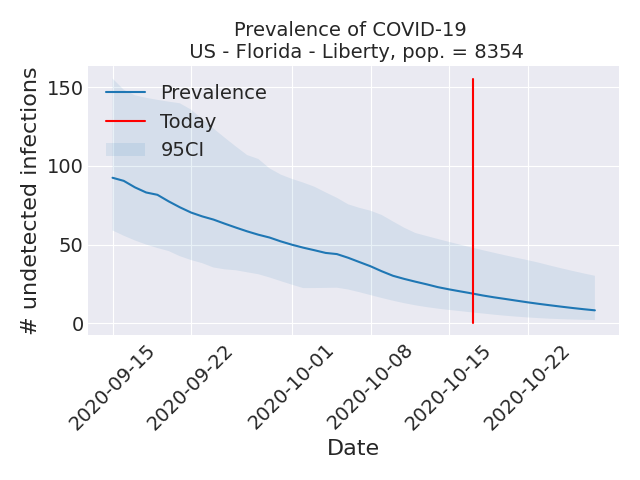 Prevalence of COVID-19
US - Florida - Liberty, pop. = 8354
# undetected infections
150
100
50
0
Prevalence
Today
95CI
2020-09-15
2020-09-22
2020-10-01
2020-10-08
2020-10-15
2020-10-22
Date